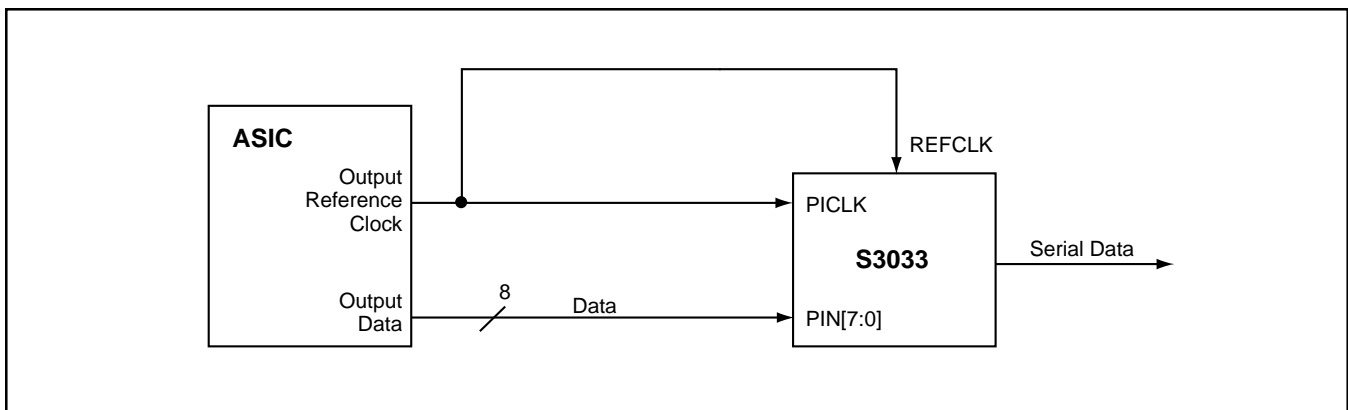 ASIC
Output
Reference
Clock
Output
Data
8
Data
REFCLK
PICLK
S3033
PIN[7:0]
Serial Data